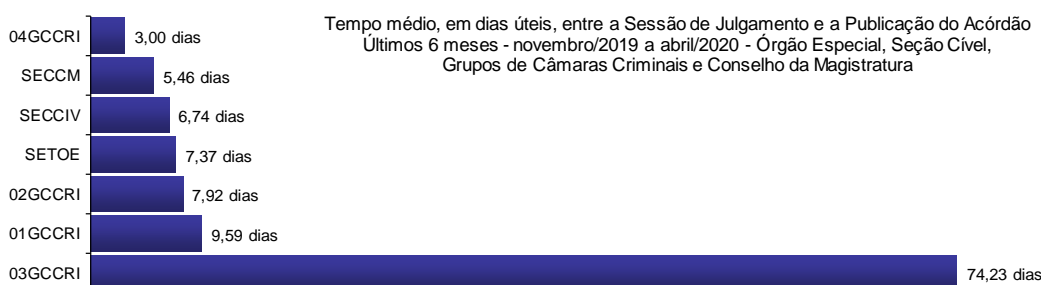 Tempo médio, em dias úteis, entre a Sessão de Julgamento e a Publicação do Acórdão
Últimos 6 meses - novembro/2019 a abril/2020 - Órgão Especial, Seção Cível,
Grupos de Câmaras Criminais e Conselho da Magistratura
04GCCRI 3,00 dias
SECCM 5,46 dias
SECCIV 6,74 dias
SETOE 7,37 dias
02GCCRI 7,92 dias
01GCCRI 9,59 dias
03GCCRI 74,23 dias